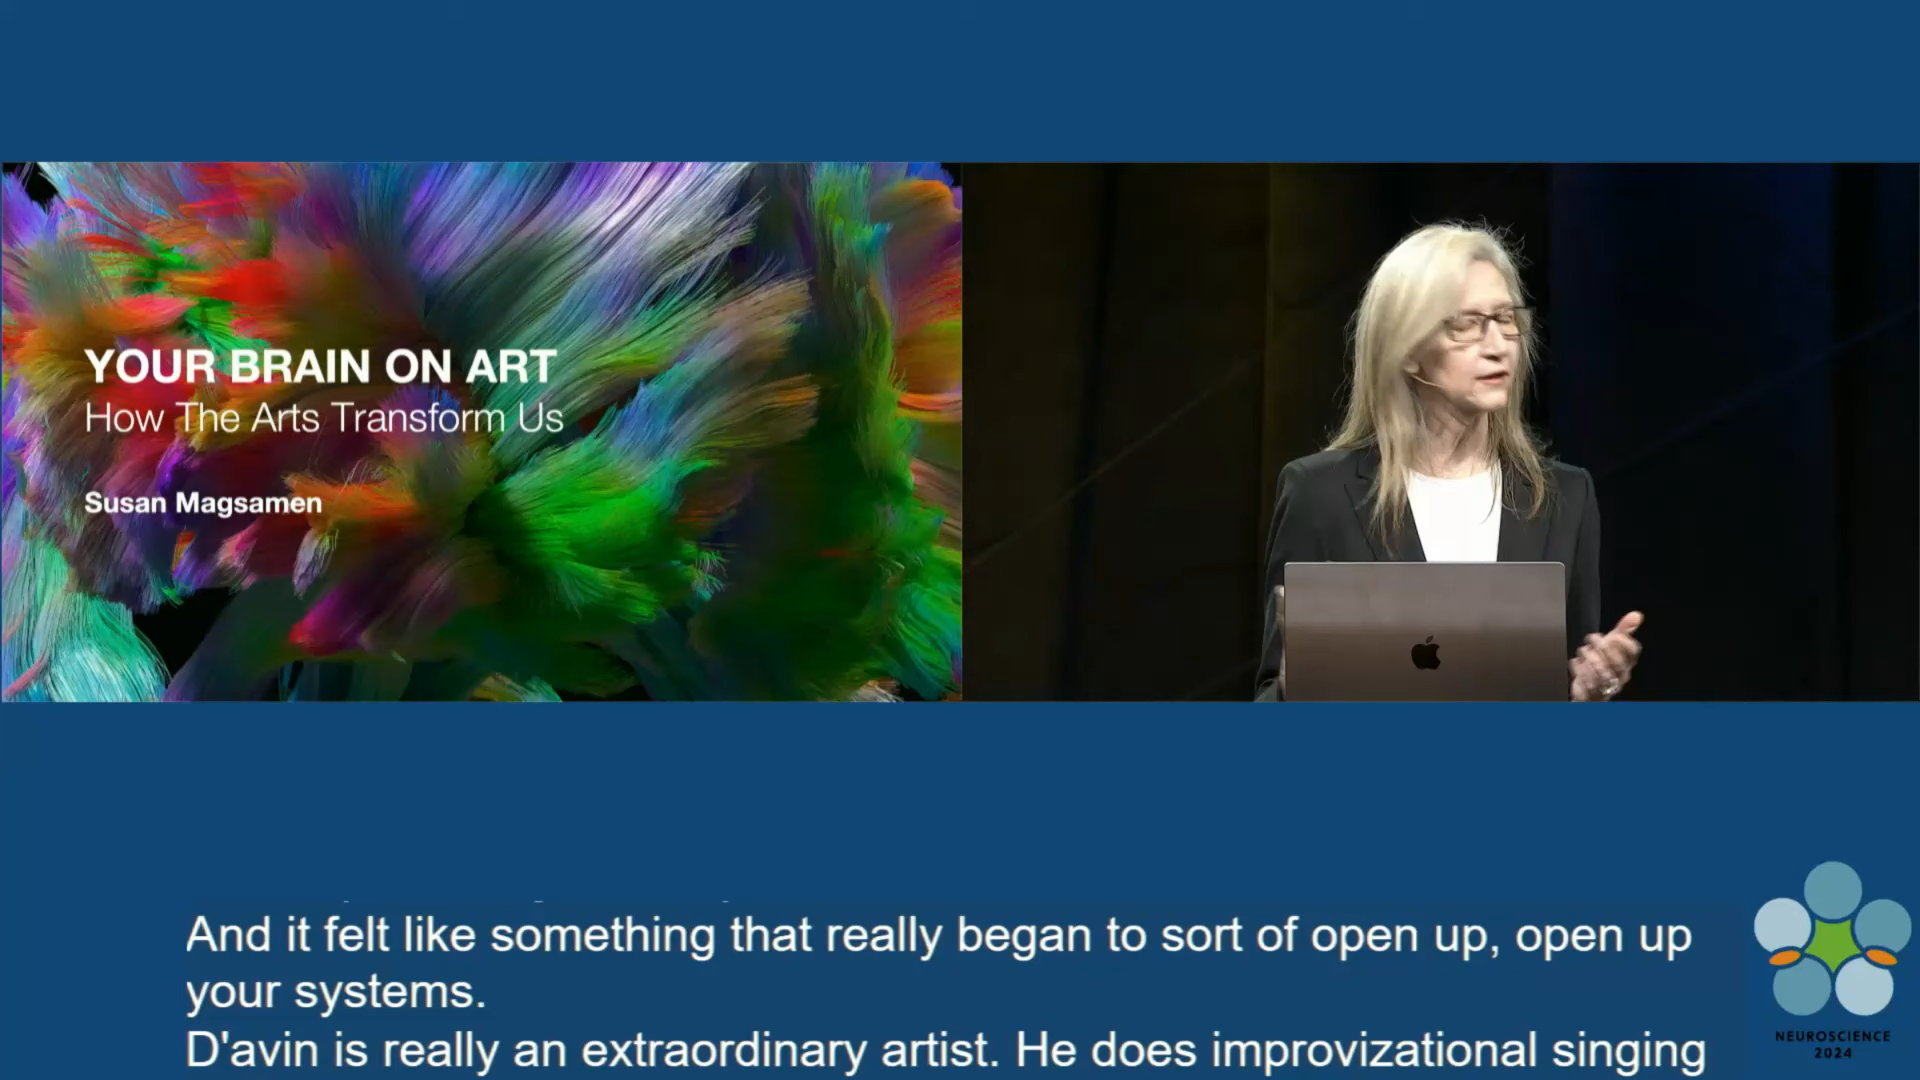 YOUR BRAIN ON ART
How The Arts Transform Us
Susan Magsamen
And it felt like something that really began to sort of open up, open up
your systems.
D'avin is really an extraordinary artist. He does improvizational singing
NEUROSCIENCE
2024